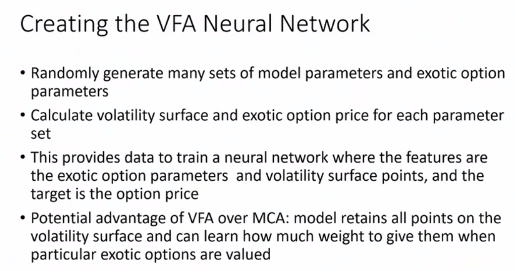 Creating the VFA Neural Network
• Randomly generate many sets of model parameters and exotic option
parameters
• Calculate volatility surface and exotic option price for each parameter
set
• This provides data to train a neural network where the features are
the exotic option parameters and volatility surface points, and the
target is the option price
• Potential advantage of VFA over MCA: model retains all points on the
volatility surface and can learn how much weight to give them when
particular exotic options are valued